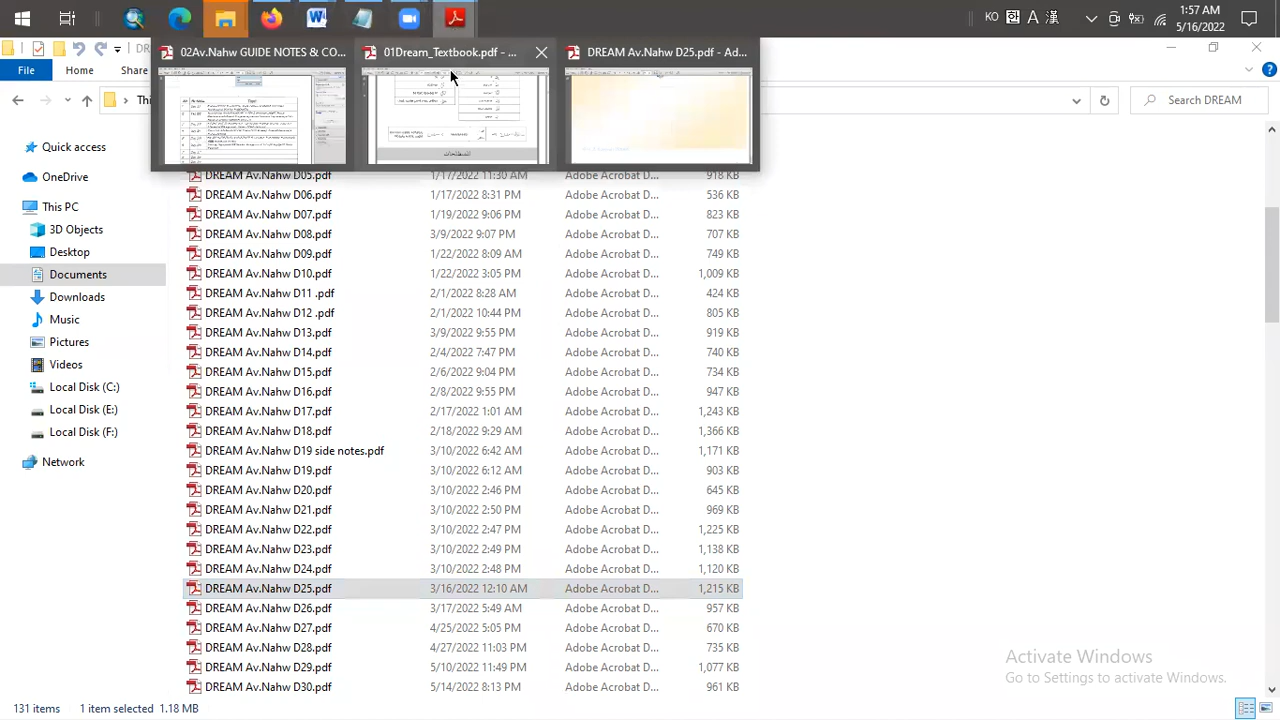 KO
A
漢
1:57 AM
5/16/2022
02Av.Nahw GUIDE NOTES & CO...
01Dream_Textbook.pdf - ...
DREAM Av.Nahw D25.pdf - Ad...
File
Home
Share
Thi
Search DREAM
Quick access
OneDrive
This PC
3D Objects
Desktop
Documents
Downloads
Music
Pictures
Videos
Local Disk (C:)
Local Disk (E:)
Local Disk (F:)
Network
DREAM Av.Nahw D05.pdf 1/17/2022 11:30 AM Adobe Acrobat D... 918 KB
DREAM Av.Nahw D06.pdf 1/17/2022 8:31 PM Adobe Acrobat D... 536 KB
DREAM Av.Nahw D07.pdf 1/19/2022 9:06 PM Adobe Acrobat D... 823 KB
DREAM Av.Nahw D08.pdf 3/9/2022 9:07 PM Adobe Acrobat D... 707 KB
DREAM Av.Nahw D09.pdf 1/22/2022 8:09 AM Adobe Acrobat D... 749 KB
DREAM Av.Nahw D10.pdf 1/22/2022 3:05 PM Adobe Acrobat D... 1,009 KB
DREAM Av.Nahw D11 .pdf 2/1/2022 8:28 AM Adobe Acrobat D... 424 KB
DREAM Av.Nahw D12 .pdf 2/1/2022 10:44 PM Adobe Acrobat D... 805 KB
DREAM Av.Nahw D13.pdf 3/9/2022 9:55 PM Adobe Acrobat D... 919 KB
DREAM Av.Nahw D14.pdf 2/4/2022 7:47 PM Adobe Acrobat D... 740 KB
DREAM Av.Nahw D15.pdf 2/6/2022 9:04 PM Adobe Acrobat D... 734 KB
DREAM Av.Nahw D16.pdf 2/8/2022 9:55 PM Adobe Acrobat D... 947 KB
DREAM Av.Nahw D17.pdf 2/17/2022 1:01 AM Adobe Acrobat D... 1,243 KB
DREAM Av.Nahw D18.pdf 2/18/2022 9:29 AM Adobe Acrobat D... 1,366 KB
DREAM Av.Nahw D19 side notes.pdf 3/10/2022 6:42 AM Adobe Acrobat D... 1,171 KB
DREAM Av.Nahw D19.pdf 3/10/2022 6:12 AM Adobe Acrobat D... 903 KB
DREAM Av.Nahw D20.pdf 3/10/2022 2:46 PM Adobe Acrobat D... 645 KB
DREAM Av.Nahw D21.pdf 3/10/2022 2:50 PM Adobe Acrobat D... 969 KB
DREAM Av.Nahw D22.pdf 3/10/2022 2:47 PM Adobe Acrobat D... 1,225 KB
DREAM Av.Nahw D23.pdf 3/10/2022 2:49 PM Adobe Acrobat D... 1,138 KB
DREAM Av.Nahw D24.pdf 3/10/2022 2:48 PM Adobe Acrobat D... 1,120 KB
DREAM Av.Nahw D25.pdf 3/16/2022 12:10 AM Adobe Acrobat D... 1,215 KB
DREAM Av.Nahw D26.pdf 3/17/2022 5:49 AM Adobe Acrobat D... 957 KB
DREAM Av.Nahw D27.pdf 4/25/2022 5:05 PM Adobe Acrobat D... 670 KB
DREAM Av.Nahw D28.pdf 4/27/2022 11:03 PM Adobe Acrobat D... 735 KB
DREAM Av.Nahw D29.pdf 5/10/2022 11:49 PM Adobe Acrobat D... 1,077 KB
DREAM Av.Nahw D30.pdf 5/14/2022 8:13 PM Adobe Acrobat D... 961 KB
Activate Windows
Go to Settings to activate Windows.
131 items 1 item selected 1.18 MB